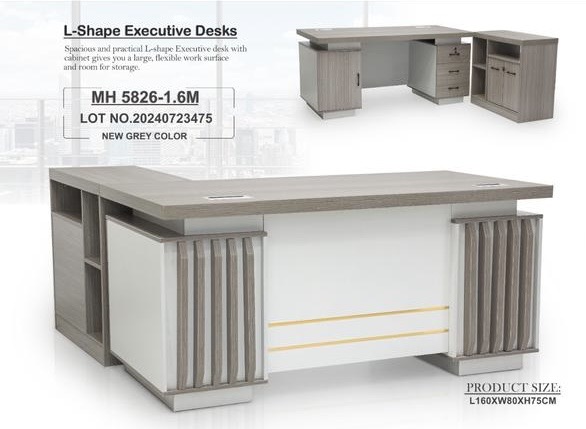 L-Shape Executive Desks
Spacious and practical L-shape Executive desk with
cabinet gives you a large, flexible work surface
and room for storage.
MH 5826-1.6M
LOT NO.20240723475
NEW GREY COLOR
PRODUCT SIZE:
L160XW80XH75CM